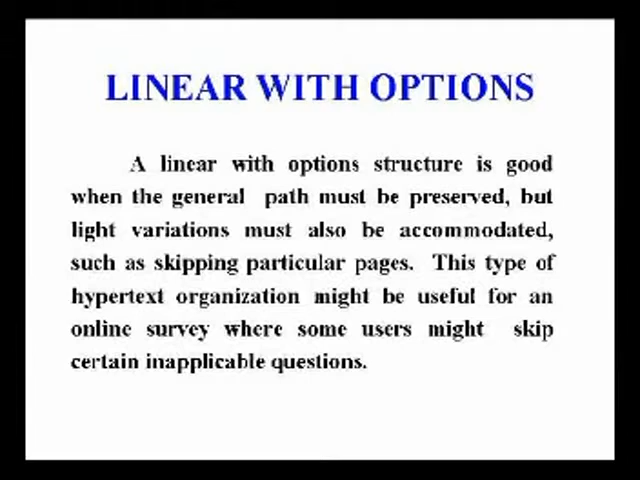 LINEAR WITH OPTIONS
A linear with options structure is good
when the general path must be preserved, but
light variations must also be accommodated,
such as skipping particular pages. This type of
hypertext organization might be useful for an
online survey where some users might skip
certain inapplicable questions.